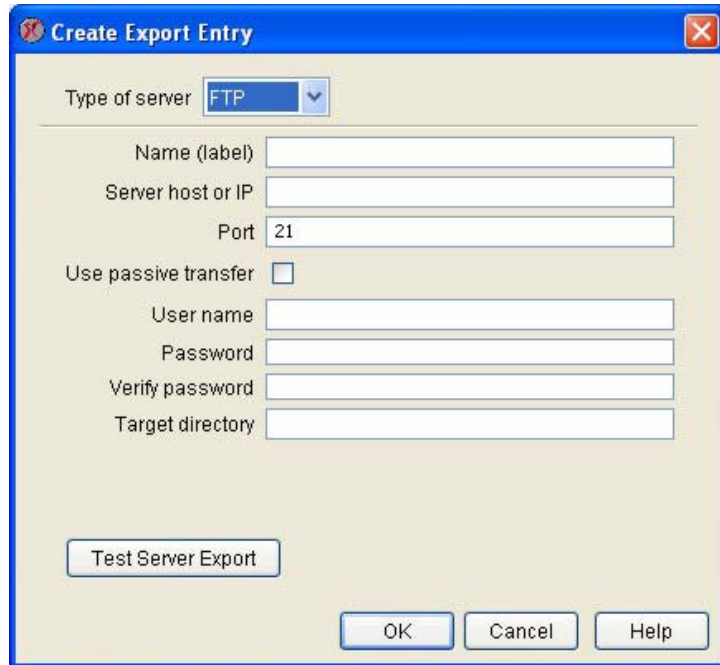 Create Export Entry
Type of server FTP
Name (label)
Server host or IP
Port 21
Use passive transfer
User name
Password
Verify password
Target directory
Test Server Export
OK Cancel Help